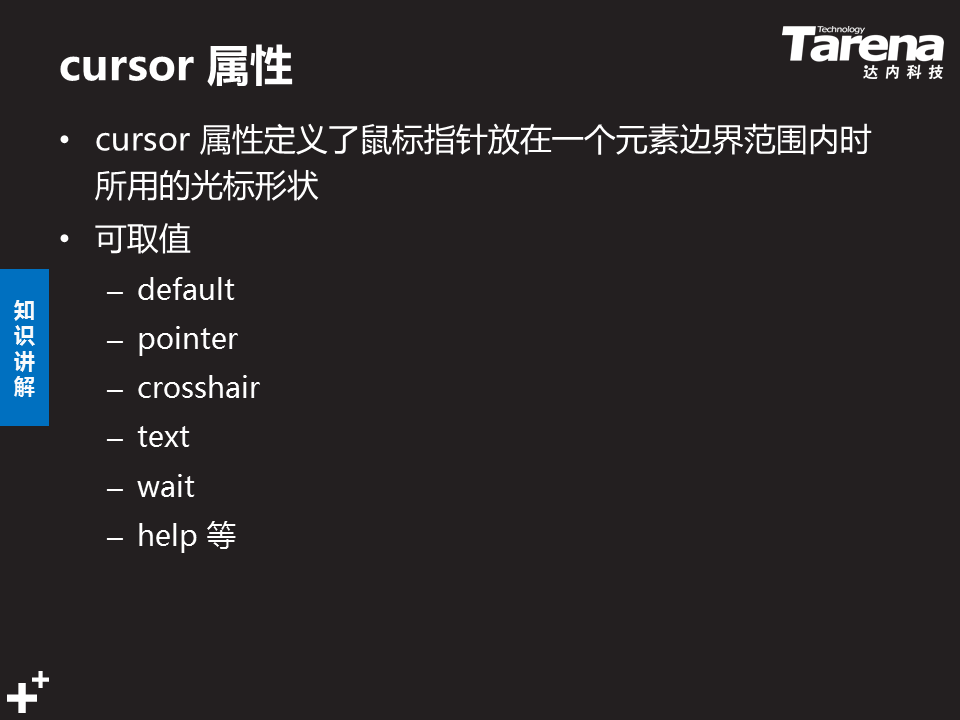 Technology
Tarena
达内科技
cursor 属性
• cursor 属性定义了鼠标指针放在一个元素边界范围内时
所用的光标形状
• 可取值
– default
– pointer
– crosshair
– text
– wait
– help 等
知
识
讲
解